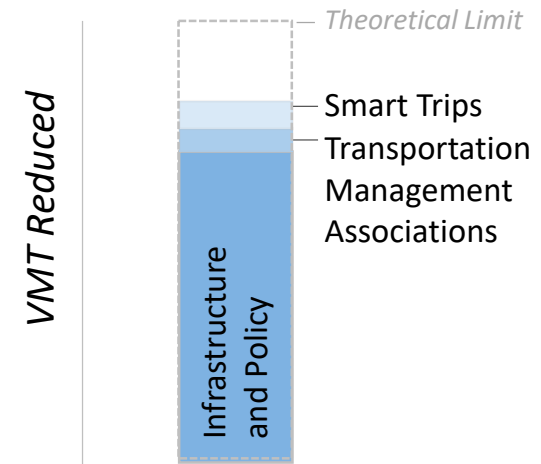 Theoretical Limit
Smart Trips
Transportation
Management
Associations
VMT Reduced
Infrastructure
and Policy